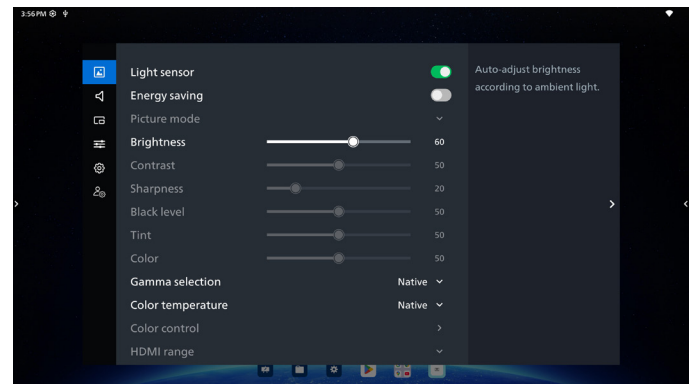 3:56 PM
Light sensor
Auto-adjust brightness
according to ambient light.
Energy saving
Picture mode
Brightness 60
Contrast 50
Sharpness 20
Black level 50
Tint 50
Color 50
Gamma selection Native
Color temperature Native
Color control
HDMI range